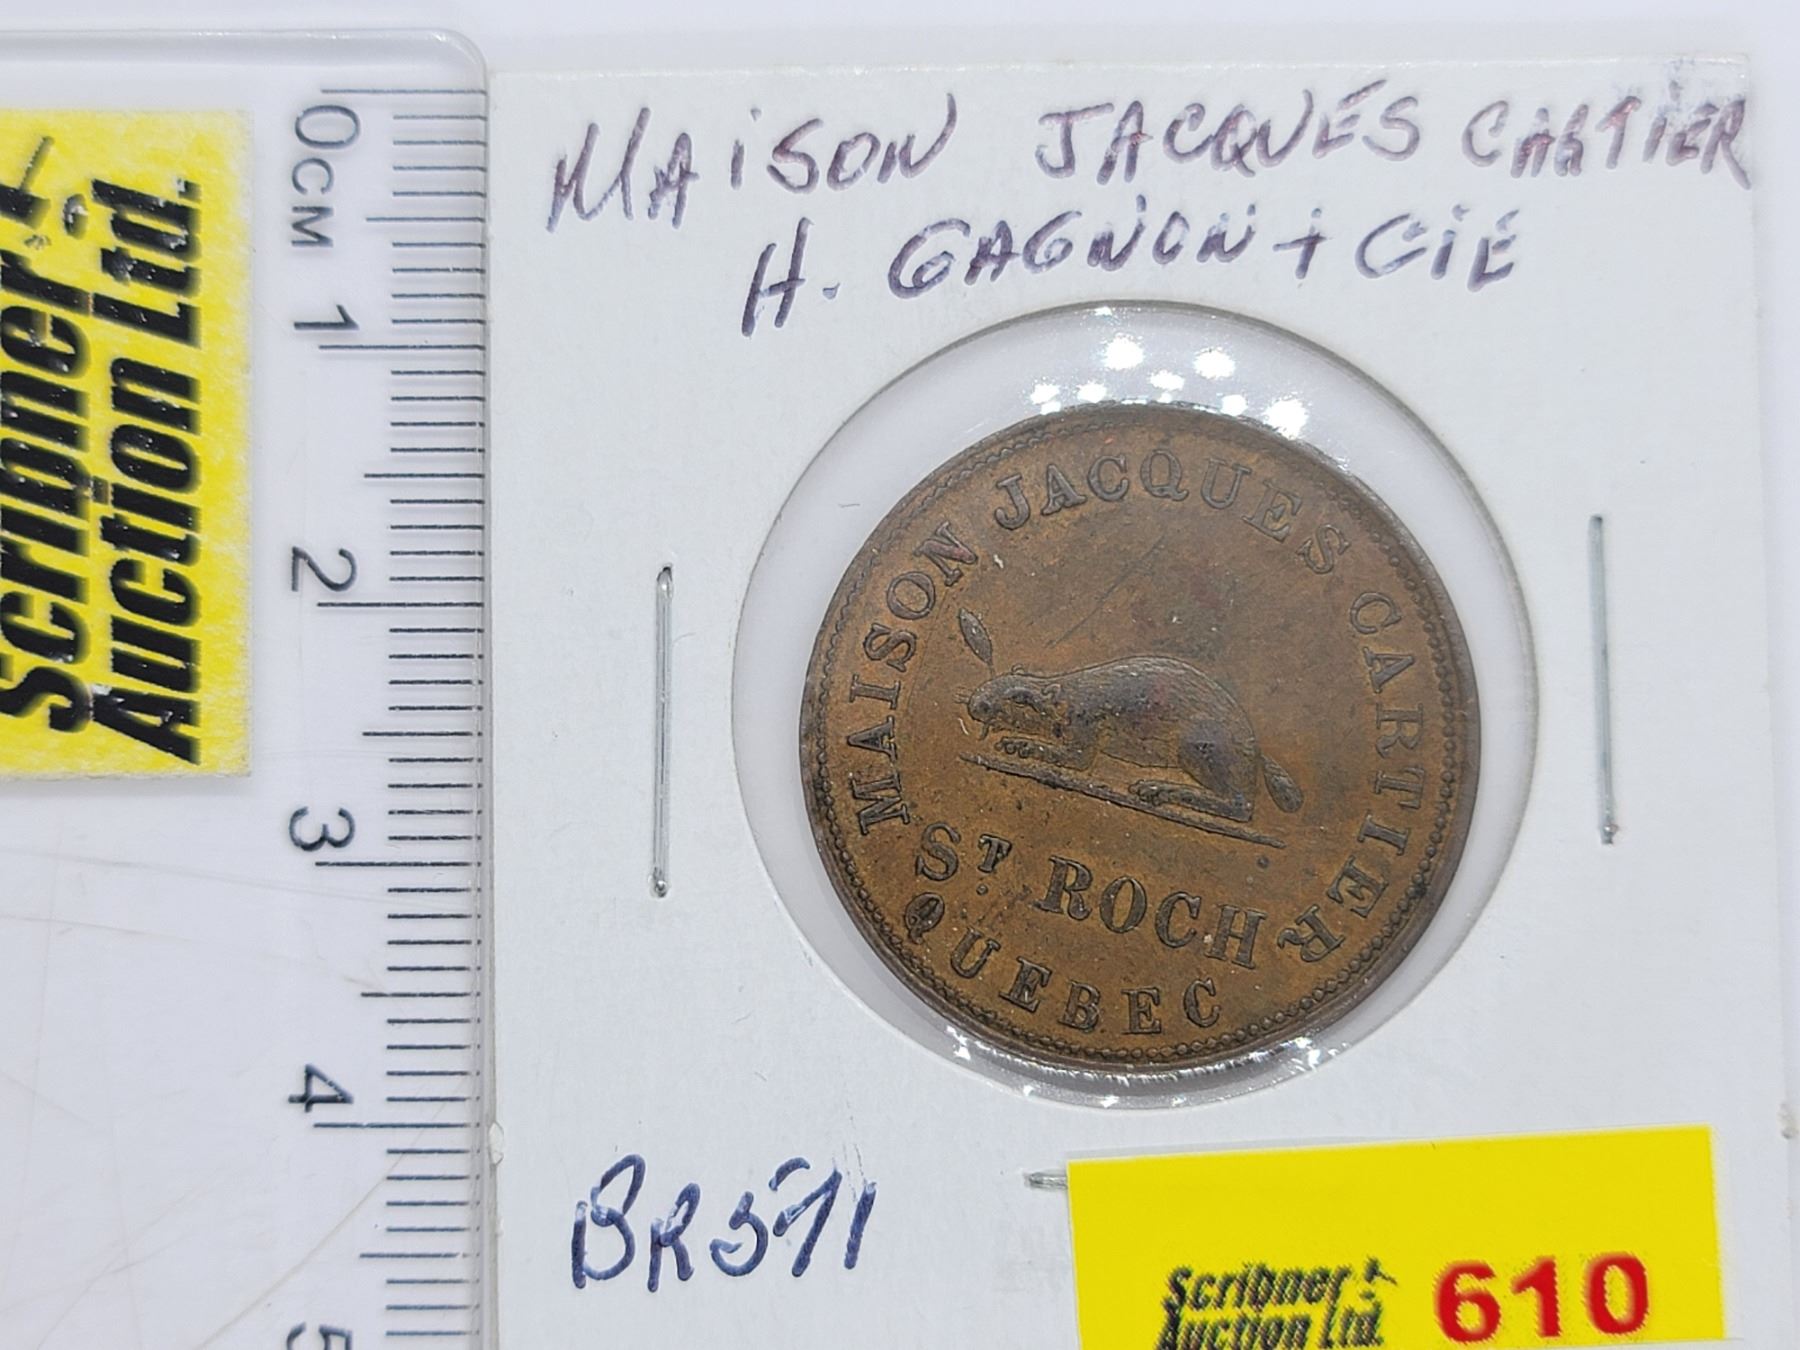 MAISON JACQUES CARTIER
H. GAGNON + CIE
Scribner
Auction Ltd.
0CM
1
2
3
4
5
MAISON JACQUES CARTIER
ST ROCH
QUEBEC
BR571
Scribner
Auction Ltd.
610